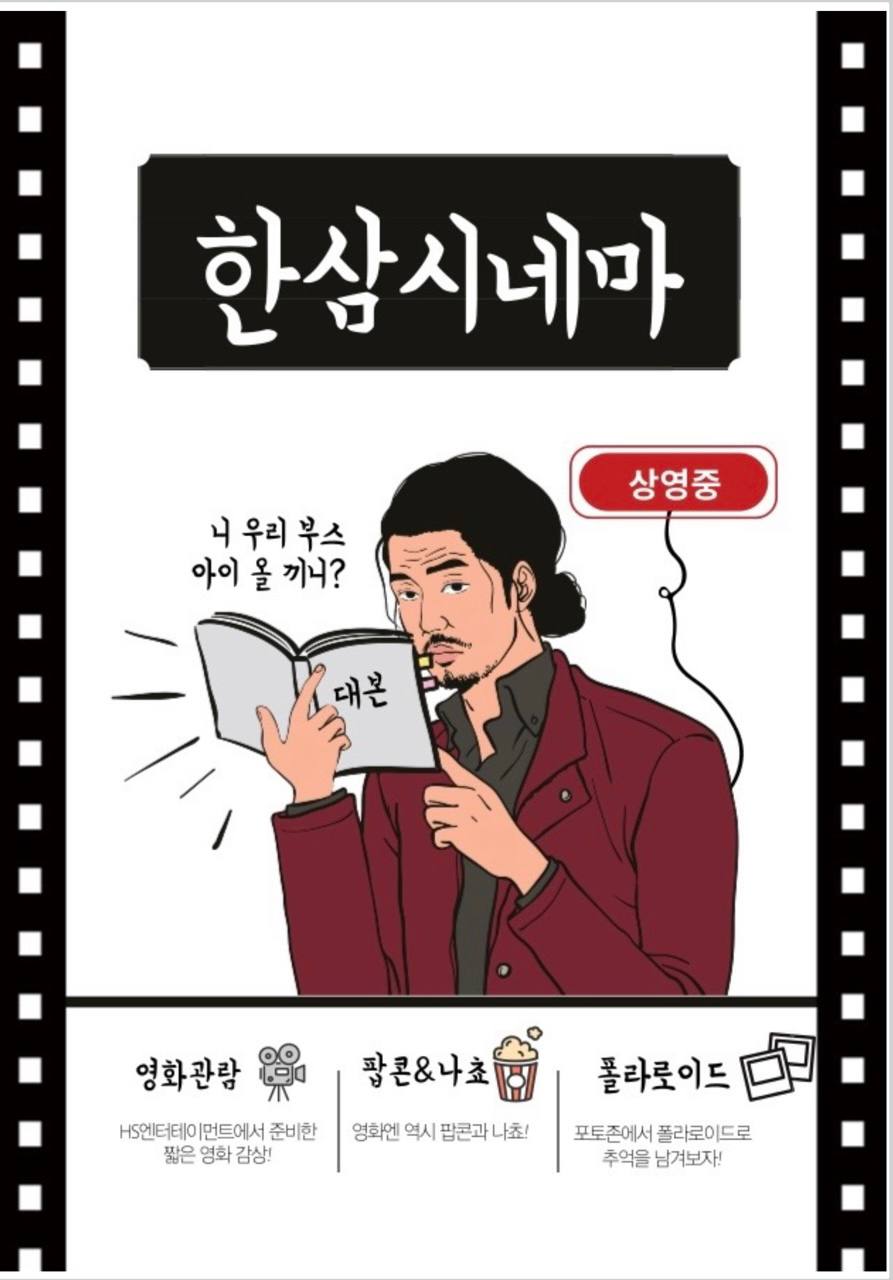 한삼시네마
상영중
니 우리 부스
아이 올 끼니?
대본
영화관람
HS엔터테이먼트에서 준비한
짧은 영화 감상!
팝콘&나쵸
영화엔 역시 팝콘과 나쵸!
폴라로이드
포토존에서 폴라로이드로
추억을 남겨보자!